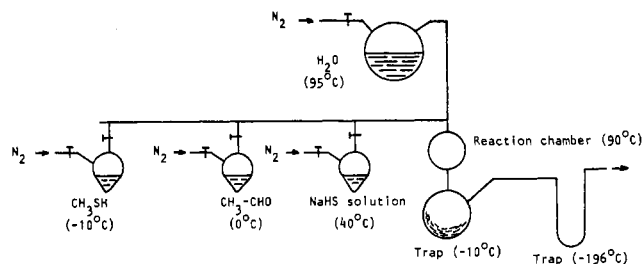 N₂
H₂O
(95°C)
Reaction chamber (90°C)
N₂
N₂
N₂
CH₃SH
(-10°C)
CH₃-CHO
(0°C)
NaHS solution
(40°C)
Trap (-10°C)
Trap (-196°C)